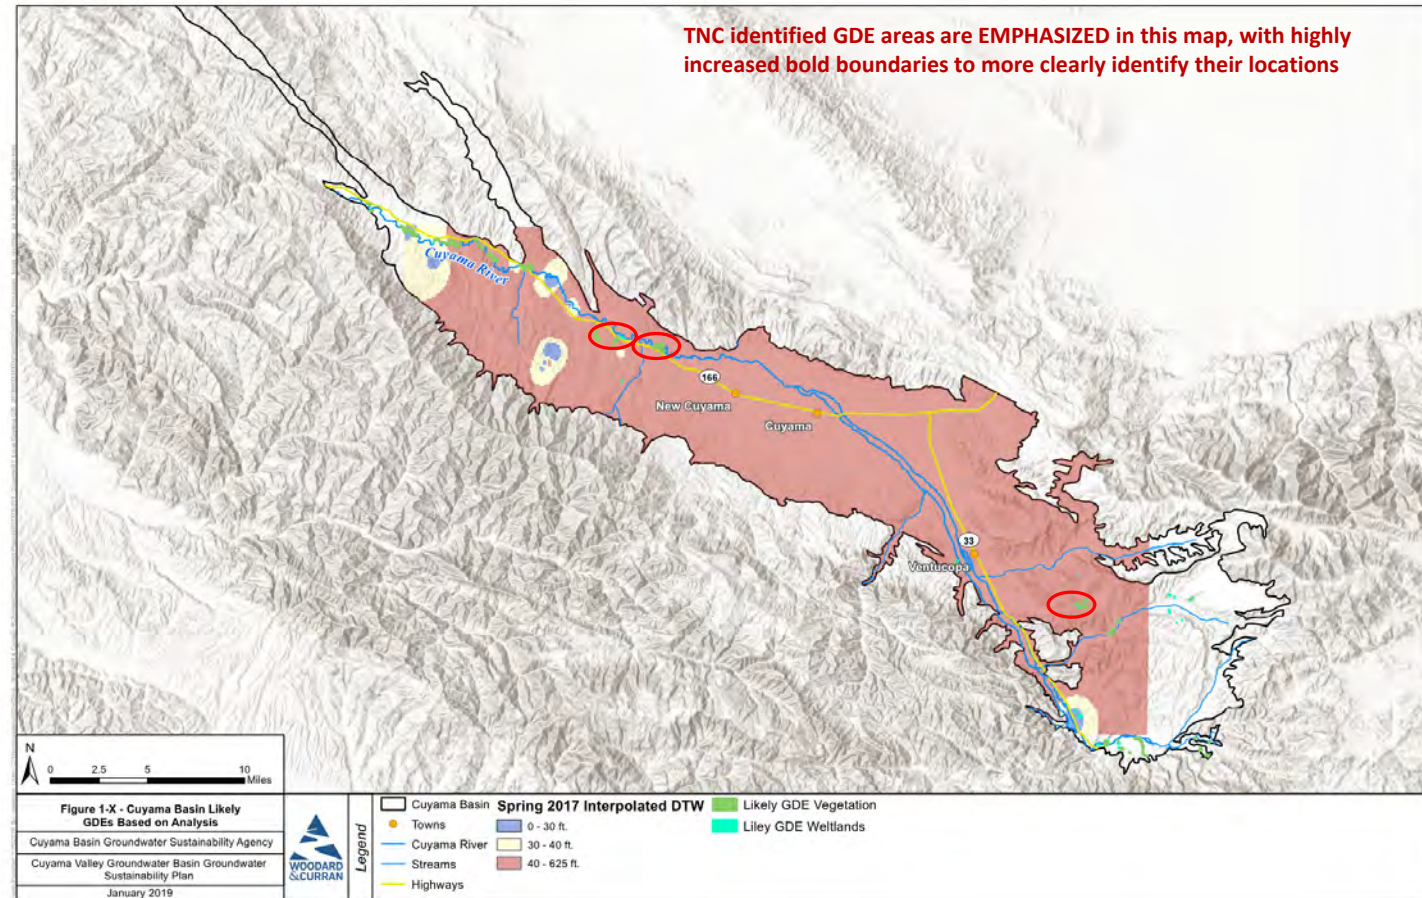 TNC identified GDE areas are EMPHASIZED in this map, with highly
increased bold boundaries to more clearly identify their locations
Cuyama River
166
New Cuyama
Cuyama
33
Ventucopa
N
0 2.5 5 10
Miles
Figure 1-X - Cuyama Basin Likely
GDEs Based on Analysis
Cuyama Basin Groundwater Sustainability Agency
Cuyama Valley Groundwater Basin Groundwater
Sustainability Plan
January 2019
WOODARD
&CURRAN
Legend
Cuyama Basin
Towns
Cuyama River
Streams
Highways
Spring 2017 Interpolated DTW
0 - 30 ft.
30 - 40 ft.
40 - 625 ft.
Likely GDE Vegetation
Liley GDE Weltlands